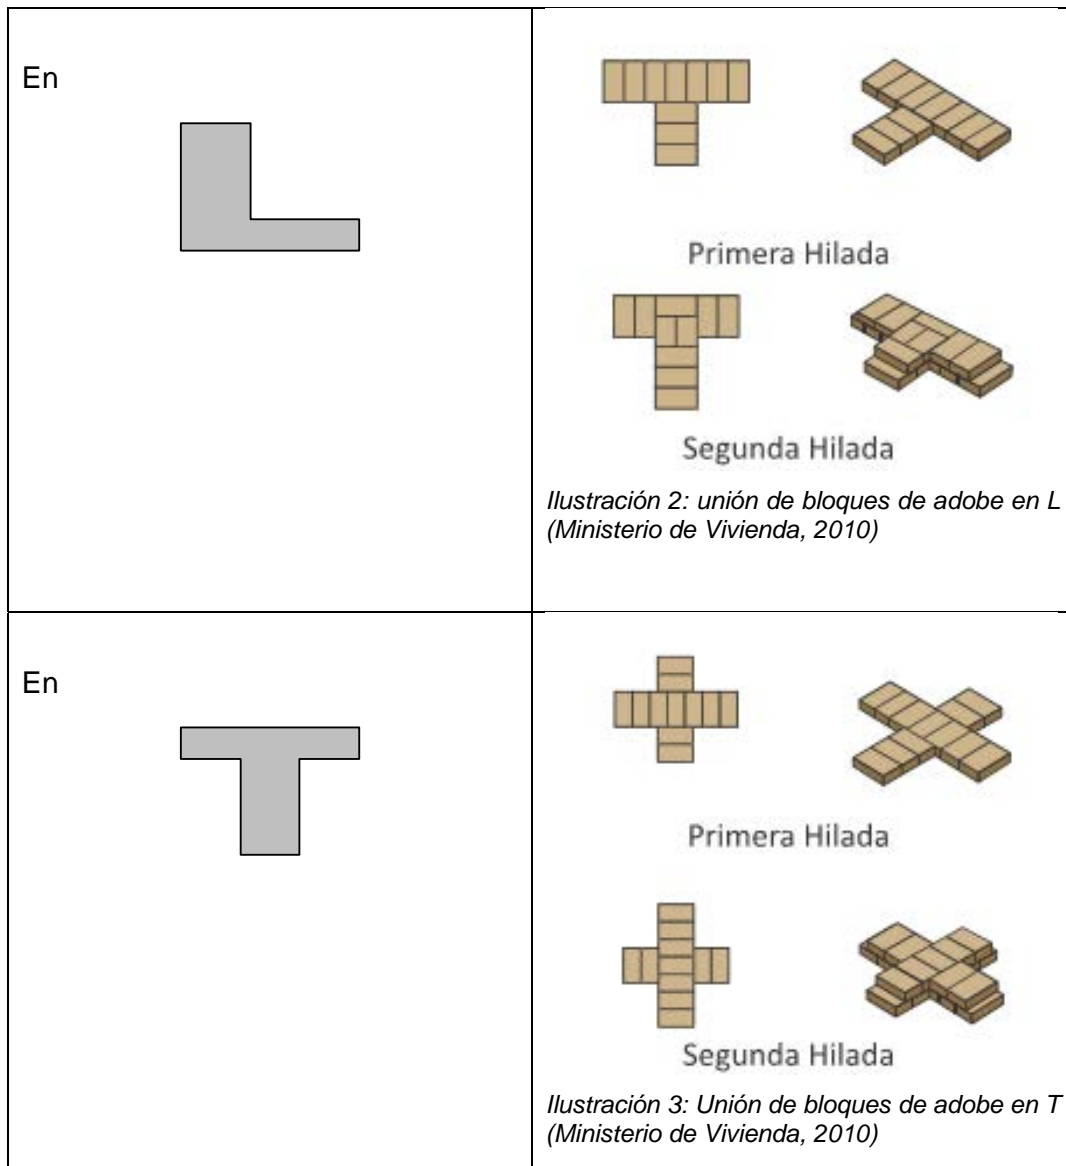 En
Primera Hilada
Segunda Hilada
Ilustración 2: unión de bloques de adobe en L
(Ministerio de Vivienda, 2010)
En
Primera Hilada
Segunda Hilada
Ilustración 3: Unión de bloques de adobe en T
(Ministerio de Vivienda, 2010)